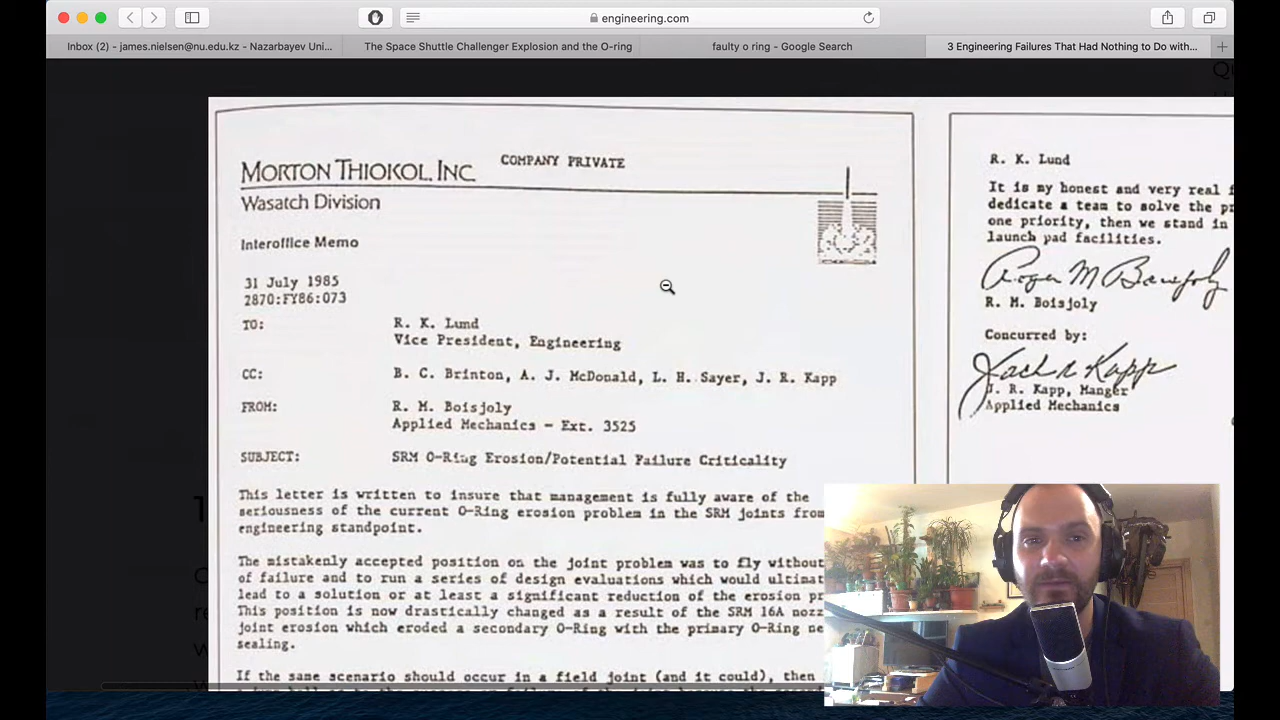 engineering.com
Inbox (2) - james.nielsen@nu.edu.kz - Nazarbayev Uni...
The Space Shuttle Challenger Explosion and the O-ring
faulty o ring - Google Search
3 Engineering Failures That Had Nothing to Do with...
MORTON THIOKOL, INC.
COMPANY PRIVATE
Wasatch Division
Interoffice Memo
31 July 1985
2870:FY86:073
TO: R. K. Lund
Vice President, Engineering
CC: B. C. Brinton, A. J. McDonald, L. H. Sayer, J. R. Kapp
FROM: R. M. Boisjoly
Applied Mechanics - Ext. 3525
SUBJECT: SRM O-Ring Erosion/Potential Failure Criticality
This letter is written to insure that management is fully aware of the
seriousness of the current O-Ring erosion problem in the SRM joints from
engineering standpoint.
The mistakenly accepted position on the joint problem was to fly without
of failure and to run a series of design evaluations which would ultimat
lead to a solution or at least a significant reduction of the erosion pr
This position is now drastically changed as a result of the SRM 16A nozz
joint erosion which eroded a secondary O-Ring with the primary O-Ring ne
sealing.
If the same scenario should occur in a field joint (and it could), then
R. K. Lund
It is my honest and very real
dedicate a team to solve the pr
one priority, then we stand in
launch pad facilities.
Roger M Boisjoly
R. M. Boisjoly
Concurred by:
Jack R Kapp
J. R. Kapp, Manger
Applied Mechanics